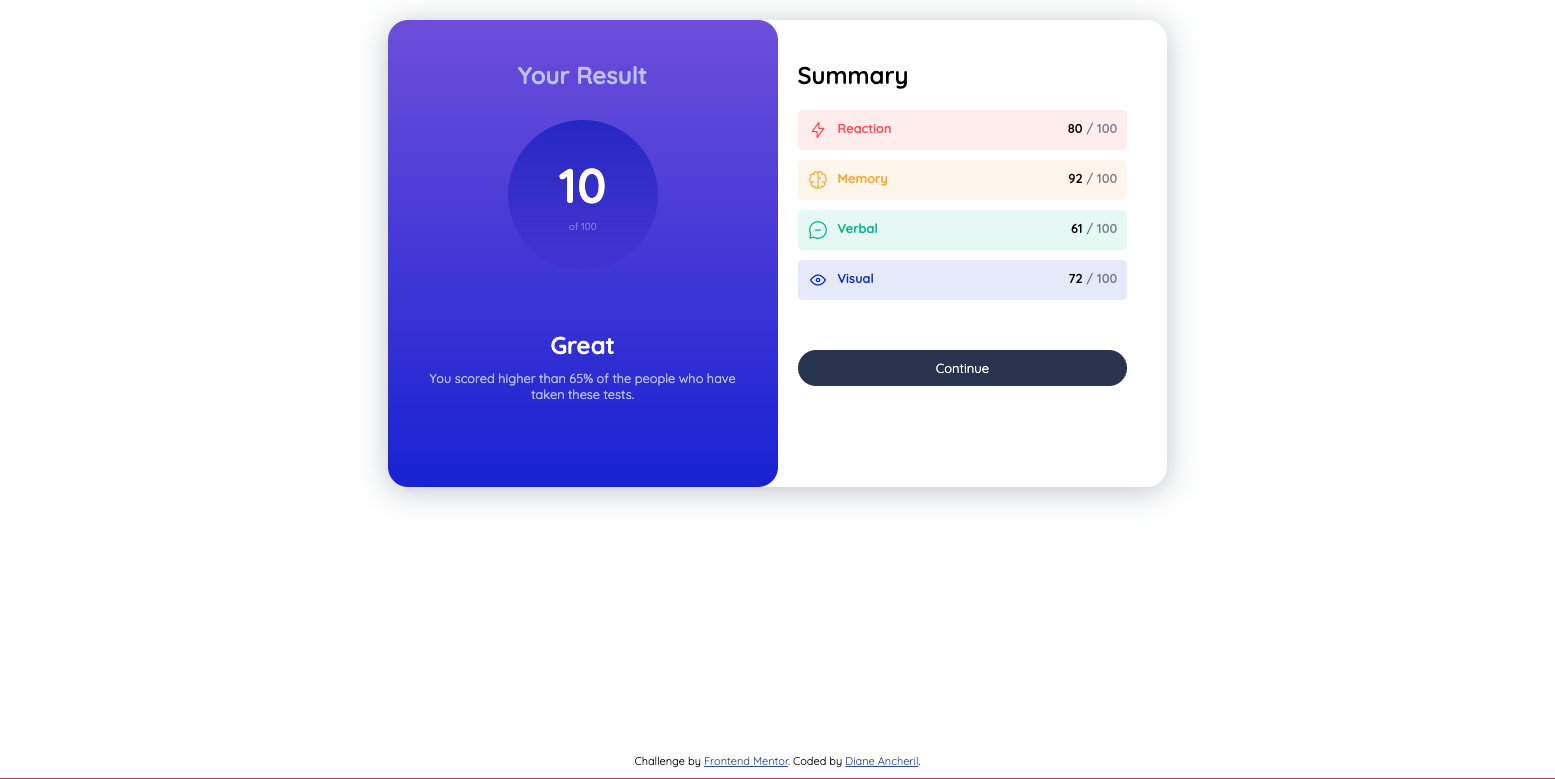 Your Result
10
of 100
Great
You scored higher than 65% of the people who have
taken these tests.
Summary
Reaction 80 / 100
Memory 92 / 100
Verbal 61 / 100
Visual 72 / 100
Continue
Challenge by Frontend Mentor. Coded by Diane Ancheril.